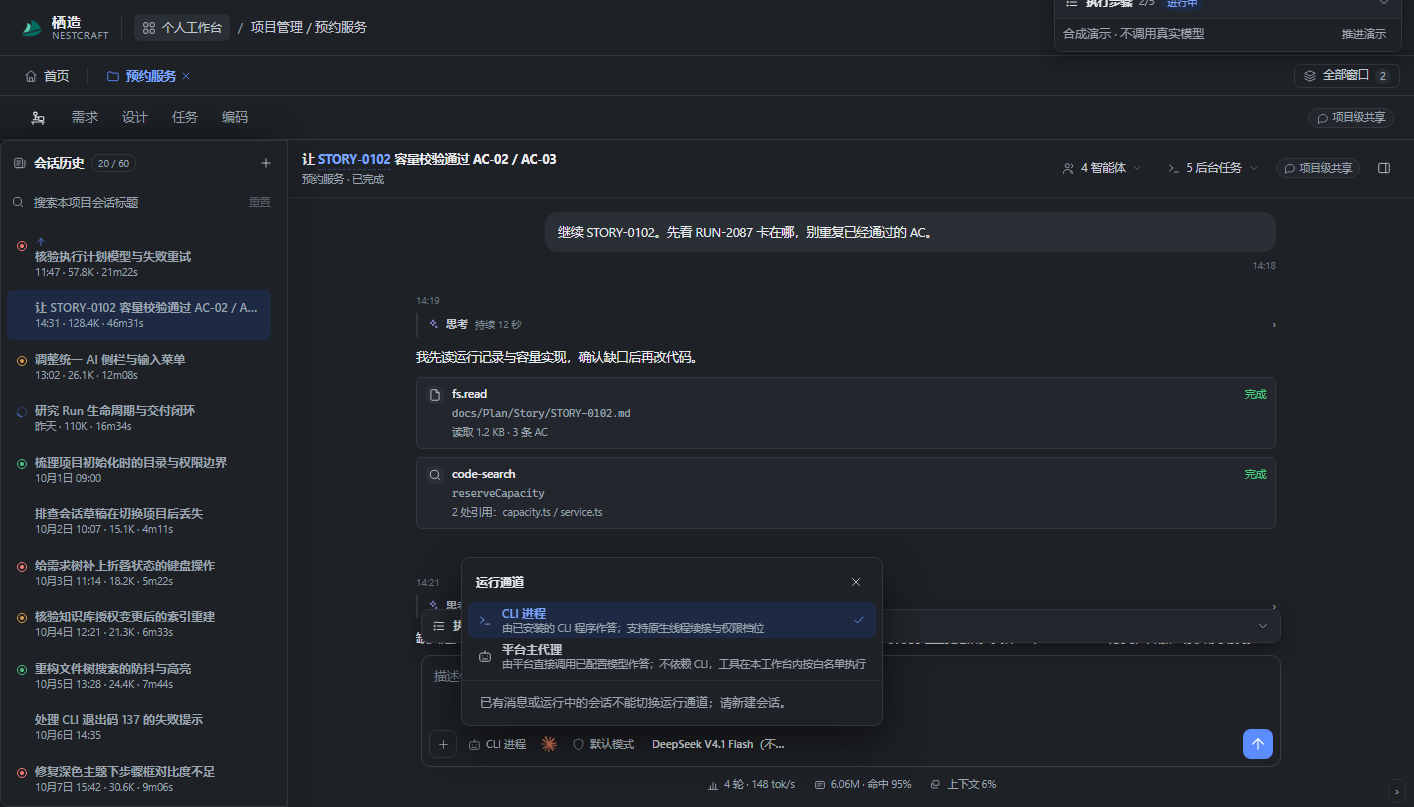 栖造
NESTCRAFT
个人工作台 / 项目管理 / 预约服务
执行步骤 2/5 进行中
合成演示 · 不调用真实模型 推进演示
首页 预约服务 全部窗口 2
需求 设计 任务 编码 项目级共享
会话历史 20 / 60
搜索本项目会话标题 重置
核验执行计划模型与失败重试
11:47 · 57.8K · 21m22s
让 STORY-0102 容量校验通过 AC-02 / A...
14:31 · 128.4K · 46m31s
调整统一 AI 侧栏与输入菜单
13:02 · 26.1K · 12m08s
研究 Run 生命周期与交付闭环
昨天 · 110K · 16m34s
梳理项目初始化时的目录与权限边界
10月1日 09:00
排查会话草稿在切换项目后丢失
10月2日 10:07 · 15.1K · 4m11s
给需求树补上折叠状态的键盘操作
10月3日 11:14 · 18.2K · 5m22s
核验知识库授权变更后的索引重建
10月4日 12:21 · 21.3K · 6m33s
重构文件树搜索的防抖与高亮
10月5日 13:28 · 24.4K · 7m44s
处理 CLI 退出码 137 的失败提示
10月6日 14:35
修复深色主题下步骤框对比度不足
10月7日 15:42 · 30.6K · 9m06s
让 STORY-0102 容量校验通过 AC-02 / AC-03
预约服务 · 已完成
4 智能体 5 后台任务 项目级共享
继续 STORY-0102。先看 RUN-2087 卡在哪，别重复已经通过的 AC。
14:18
14:19
思考 持续 12 秒
我先读运行记录与容量实现，确认缺口后再改代码。
fs.read 完成
docs/Plan/Story/STORY-0102.md
读取 1.2 KB · 3 条 AC
code-search 完成
reserveCapacity
2 处引用：capacity.ts / service.ts
14:21
运行通道
CLI 进程
由已安装的 CLI 程序作答；支持原生线程续接与权限档位
平台主代理
由平台直接调用已配置模型作答；不依赖 CLI，工具在本工作台内按白名单执行
已有消息或运行中的会话不能切换运行通道；请新建会话。
CLI 进程 默认模式 DeepSeek V4.1 Flash（不...
4 轮 · 148 tok/s 6.06M · 命中 95% 上下文 6%